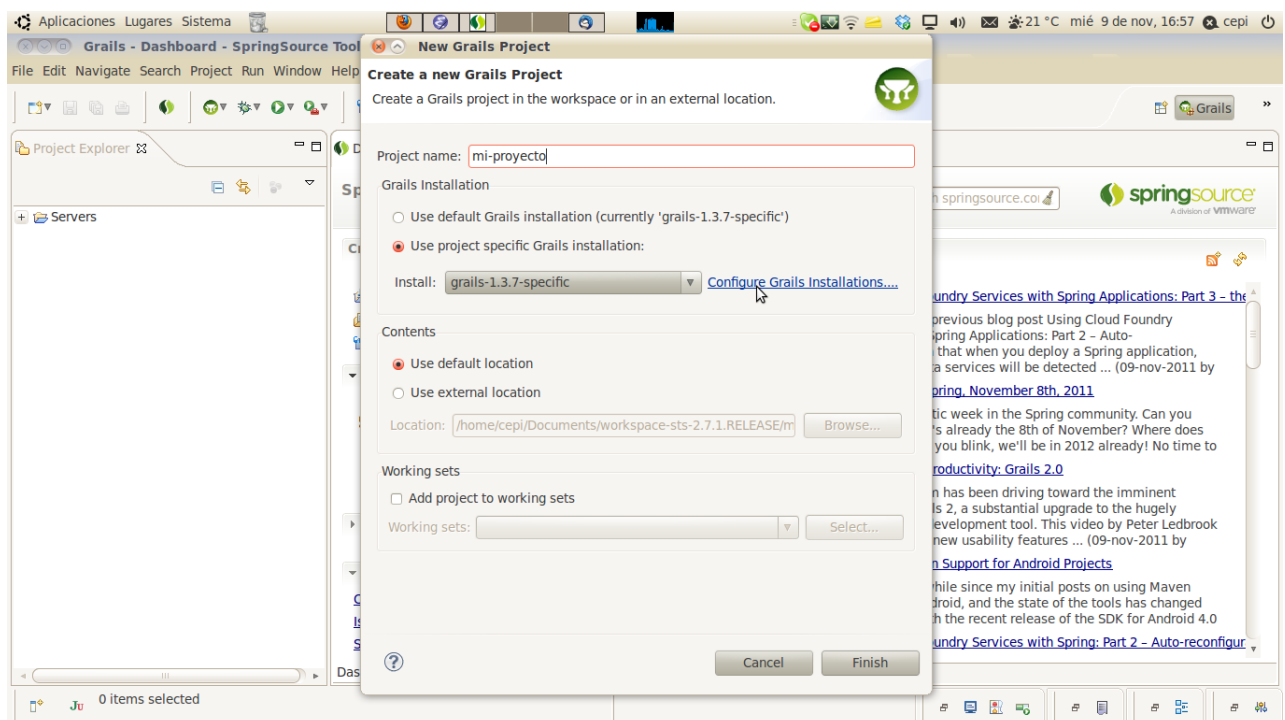 Aplicaciones Lugares Sistema
21 °C mié 9 de nov, 16:57 cepi
Grails - Dashboard - SpringSource Tool
New Grails Project
File Edit Navigate Search Project Run Window Help
Create a new Grails Project
Create a Grails project in the workspace or in an external location.
Grails
»
Project Explorer
Project name: mi-proyecto
Grails Installation
springsource.co
springsource
A division of vmware
Servers
Use default Grails installation (currently 'grails-1.3.7-specific')
Use project specific Grails installation:
Install: grails-1.3.7-specific Configure Grails Installations....
Contents
Use default location
Use external location
Location: /home/cepi/Documents/workspace-sts-2.7.1.RELEASE/m Browse...
Working sets
Add project to working sets
Working sets: Select...
Cancel Finish
Services with Spring Applications: Part 3 – the
previous blog post Using Cloud Foundry
Spring Applications: Part 2 – Auto-
that when you deploy a Spring application,
a services will be detected ... (09-nov-2011 by
November 8th, 2011
tic week in the Spring community. Can you
's already the 8th of November? Where does
you blink, we'll be in 2012 already! No time to
Grails 2.0
has been driving toward the imminent
ls 2, a substantial upgrade to the hugely
evelopment tool. This video by Peter Ledbrook
new usability features ... (09-nov-2011 by
Support for Android Projects
while since my initial posts on using Maven
droid, and the state of the tools has changed
h the recent release of the SDK for Android 4.0
Services with Spring: Part 2 – Auto-reconfigur
Das
JU 0 items selected